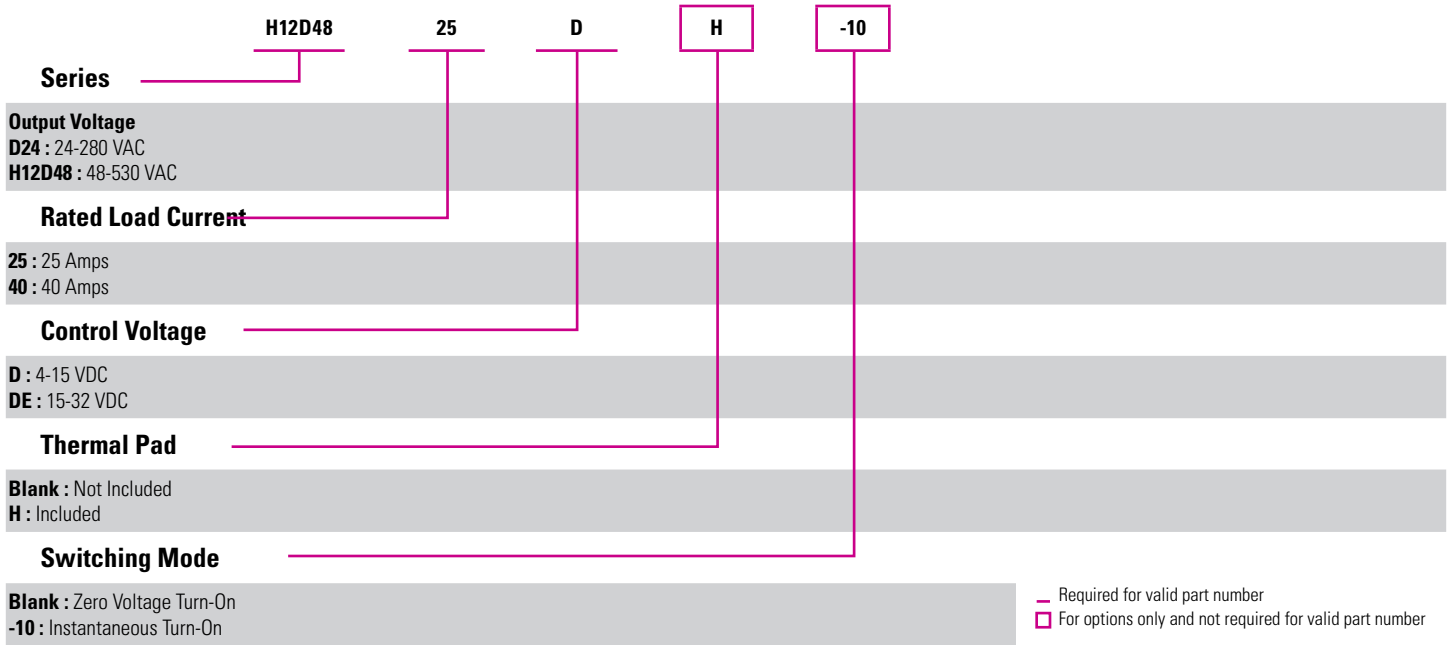 H12D48 25 D H -10
Series
Output Voltage
D24 : 24-280 VAC
H12D48 : 48-530 VAC
Rated Load Current
25 : 25 Amps
40 : 40 Amps
Control Voltage
D : 4-15 VDC
DE : 15-32 VDC
Thermal Pad
Blank : Not Included
H : Included
Switching Mode
Blank : Zero Voltage Turn-On
-10 : Instantaneous Turn-On
Required for valid part number
For options only and not required for valid part number